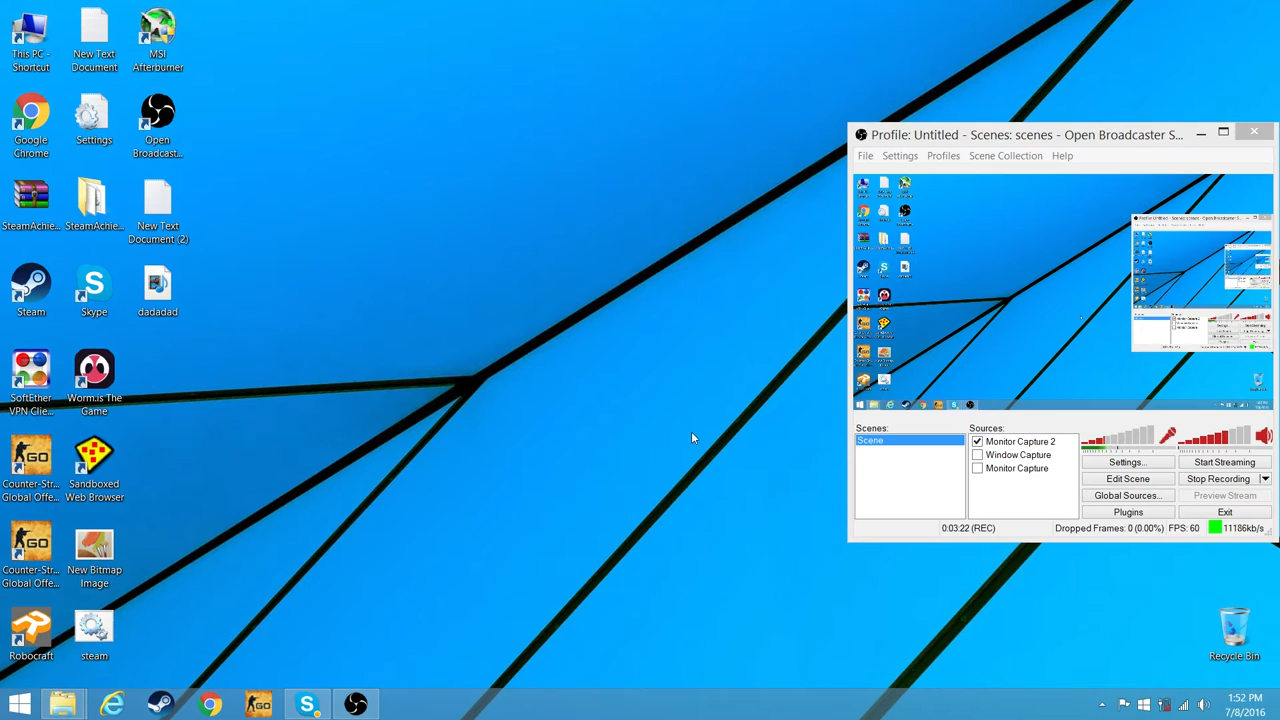 This PC -
Shortcut
New Text
Document
MSI
Afterburner
Google
Chrome
Settings
Open
Broadcast...
SteamAchie...
SteamAchie...
New Text
Document (2)
Steam
Skype
dadadad
SoftEther
VPN Clie...
Worm.is The
Game
GO
Counter-Str...
Global Offe...
Sandboxed
Web Browser
GO
Counter-Str...
Global Offe...
New Bitmap
Image
Robocraft
steam
Profile: Untitled - Scenes: scenes - Open Broadcaster S...
File Settings Profiles Scene Collection Help
Scenes:
Scene
Sources:
Monitor Capture 2
Window Capture
Monitor Capture
Settings...
Start Streaming
Edit Scene
Stop Recording
Global Sources...
Preview Stream
Plugins
Exit
0:03:22 (REC)
Dropped Frames: 0 (0.00%)
FPS: 60
11186kb/s
Recycle Bin
GO
1:52 PM
7/8/2016